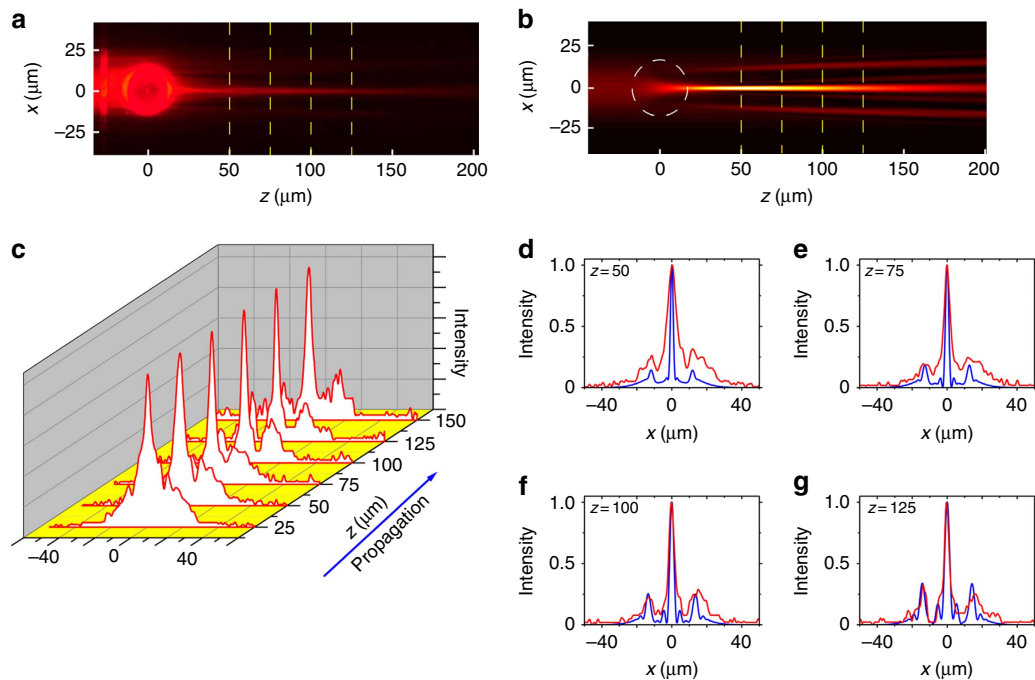 a
25
0
−25
x (μm)
0 50 100 150 200
z (μm)
b
25
0
−25
x (μm)
0 50 100 150 200
z (μm)
c
Intensity
−40 0 40
25
50
75
100
125
150
z (μm)
Propagation
d
z=50
1.0
0.5
0
Intensity
−40 0 40
x (μm)
e
z=75
1.0
0.5
0
Intensity
−40 0 40
x (μm)
f
z=100
1.0
0.5
0
Intensity
−40 0 40
x (μm)
g
z=125
1.0
0.5
0
Intensity
−40 0 40
x (μm)